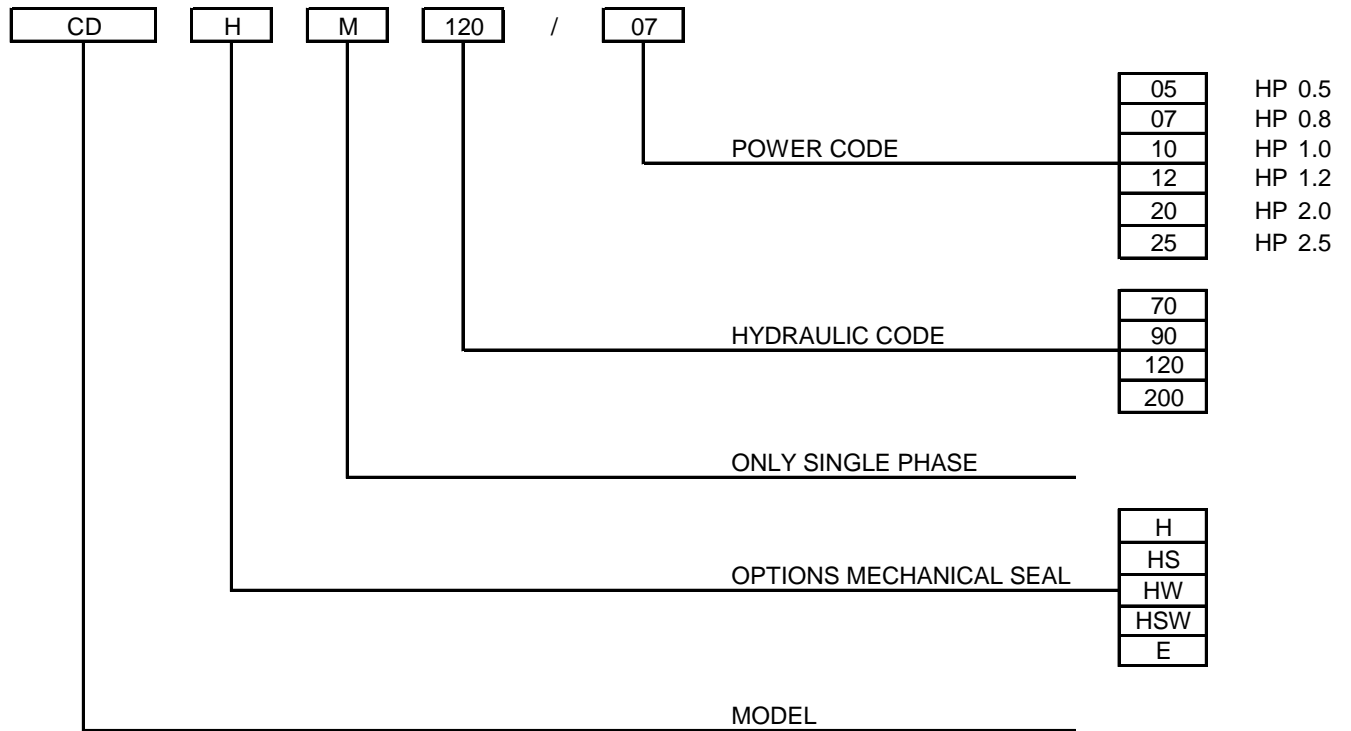 CD H M 120 / 07
05 HP 0.5
07 HP 0.8
POWER CODE 10 HP 1.0
12 HP 1.2
20 HP 2.0
25 HP 2.5
70
HYDRAULIC CODE 90
120
200
ONLY SINGLE PHASE
H
HS
OPTIONS MECHANICAL SEAL HW
HSW
E
MODEL